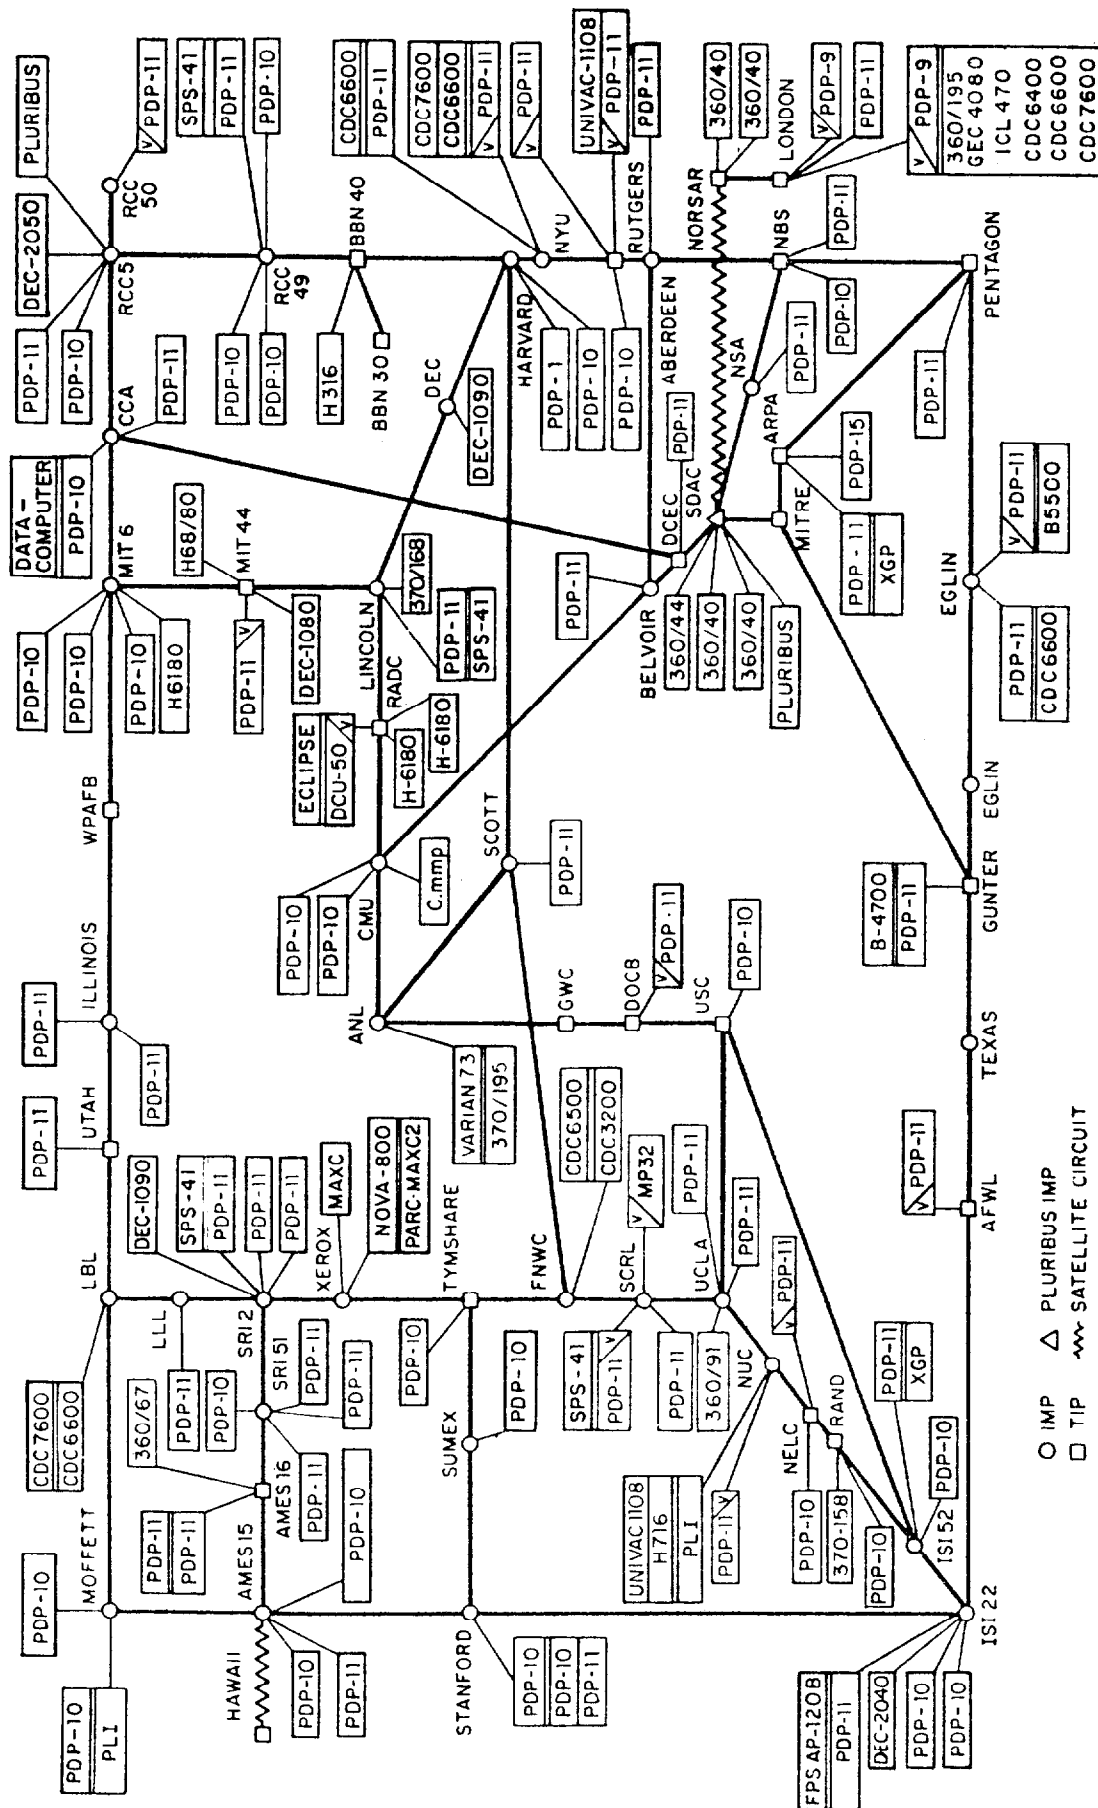 PDP-10
PLI
PDP-10
MOFFETT
CDC7600
CDC6600
LBL
PDP-11
UTAH
PDP-11
ILLINOIS
PDP-11
WPAFB
PDP-10
PDP-10
PDP-10
H6180
MIT 6
DATA-
COMPUTER
PDP-10
CCA
PDP-11
PDP-11
PDP-10
DEC-2050
PLURIBUS
RCC5
RCC
50
V
PDP-11
LLL
PDP-11
DEC-1090
SPS-41
PDP-11
PDP-11
PDP-11
SRI 2
SRI 51
PDP-10
PDP-11
PDP-11
360/67
PDP-11
PDP-11
AMES 16
PDP-11
AMES 15
PDP-10
HAWAII
PDP-10
PDP-11
XEROX
MAXC
NOVA-800
PARC-MAXC2
H68/80
MIT 44
PDP-11
V
DEC-1080
PDP-10
PDP-10
RCC
49
SPS-41
PDP-11
PDP-10
H316
BBN 40
BBN 30
LINCOLN
370/168
PDP-11
SPS-41
RADC
ECLIPSE
DCU-50
V
H-6180
H-6180
PDP-10
PDP-10
CMU
C.mmp
ANL
VARIAN 73
370/195
DEC
DEC-1090
HARVARD
PDP-1
PDP-10
CDC6600
PDP-11
NYU
CDC7600
CDC6600
V
PDP-11
V
PDP-11
PDP-10
RUTGERS
UNIVAC-1108
V
PDP-11
ABERDEEN
PDP-11
SCOTT
PDP-11
TYMSHARE
PDP-10
SUMEX
PDP-10
STANFORD
PDP-10
PDP-10
PDP-11
FNWC
CDC6500
CDC3200
GWC
DOCB
V
PDP-11
USC
PDP-10
SCRL
V
MP32
SPS-41
PDP-11
V
PDP-11
UCLA
PDP-11
PDP-11
360/91
NUC
UNIVAC 1108
H716
PLI
PDP-11
V
V
PDP-11
NELC
PDP-10
RAND
370-158
PDP-10
PDP-11
XGP
ISI 52
PDP-10
ISI 22
FPS AP-120B
PDP-11
DEC-2040
PDP-10
PDP-10
BELVOIR
PDP-11
DCEC
PDP-11
SDAC
360/44
360/40
360/40
PLURIBUS
NORSAR
360/40
360/40
LONDON
V
PDP-9
PDP-11
V
PDP-9
360/195
GEC 4080
ICL 470
CDC6400
CDC6600
CDC7600
NSA
PDP-11
NBS
PDP-11
PDP-10
ARPA
PDP-15
PDP-11
XGP
MITRE
PENTAGON
PDP-11
EGLIN
V
PDP-11
B5500
PDP-11
CDC6600
EGLIN
GUNTER
B-4700
PDP-11
TEXAS
AFWL
V
PDP-11
IMP
TIP
PLURIBUS IMP
SATELLITE CIRCUIT